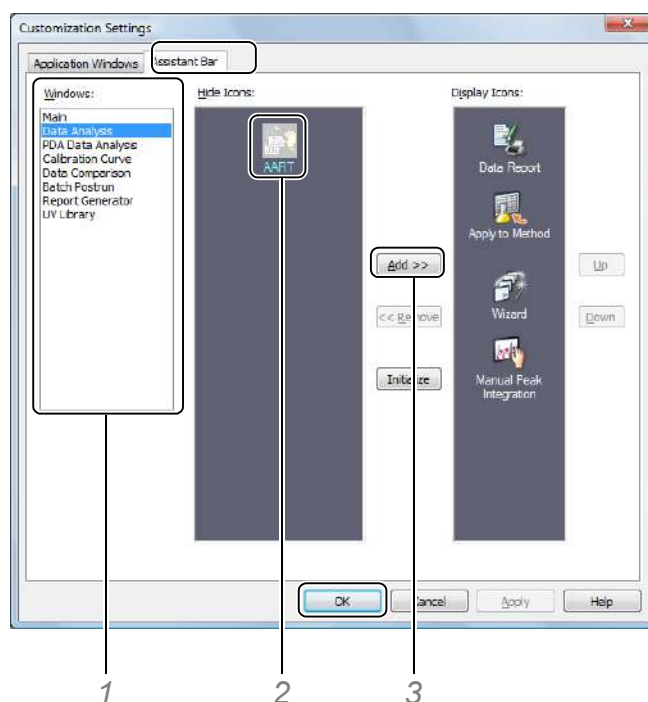 Customization Settings
Application Windows
Assistant Bar
Windows:
Hide Icons:
Display Icons:
Main
Data Analysis
PDA Data Analysis
Calibration Curve
Data Comparison
Batch Postrun
Report Generator
UV Library
AART
Data Report
Apply to Method
Add >>
Up
Wizard
<< Remove
Down
Initialize
Manual Peak
Integration
OK
Cancel
Apply
Help
1
2
3